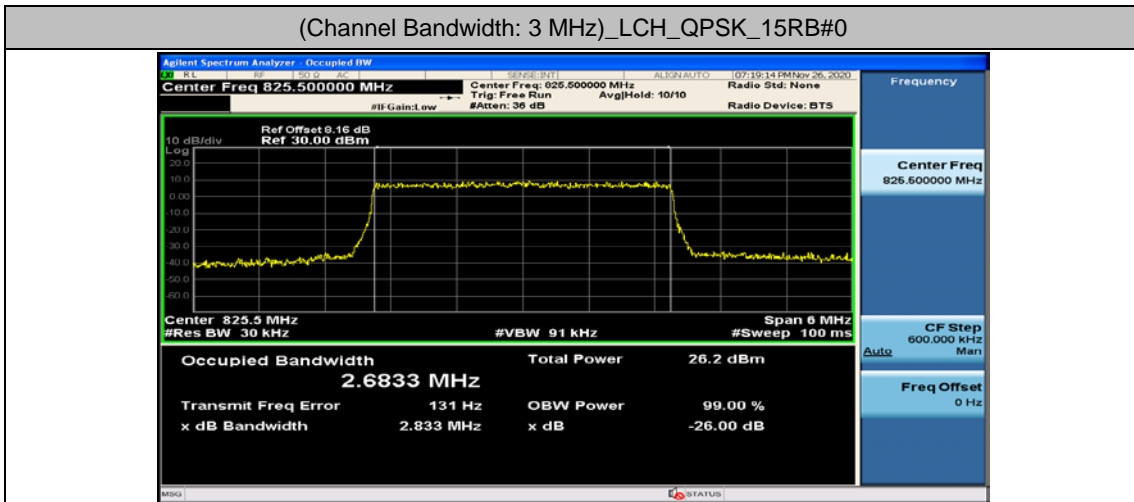 (Channel Bandwidth: 3 MHz)_LCH_QPSK_15RB#0
Agilent Spectrum Analyzer - Occupied BW
LXI RL RF 50 Ω AC SENSE:INT ALIGN AUTO 07:19:14 PM Nov 26, 2020
Center Freq 825.500000 MHz
Center Freq: 825.500000 MHz
Radio Std: None
Trig: Free Run Avg|Hold: 10/10
#IFGain:Low #Atten: 36 dB Radio Device: BTS
Ref Offset 8.16 dB
10 dB/div Ref 30.00 dBm
Log
20.0
10.0
0.00
-10.0
-20.0
-30.0
-40.0
-50.0
-60.0
Center 825.5 MHz Span 6 MHz
#Res BW 30 kHz #VBW 91 kHz #Sweep 100 ms
Occupied Bandwidth Total Power 26.2 dBm
2.6833 MHz
Transmit Freq Error 131 Hz OBW Power 99.00 %
x dB Bandwidth 2.833 MHz x dB -26.00 dB
MSG STATUS
Frequency
Center Freq
825.500000 MHz
CF Step
600.000 kHz
Auto Man
Freq Offset
0 Hz